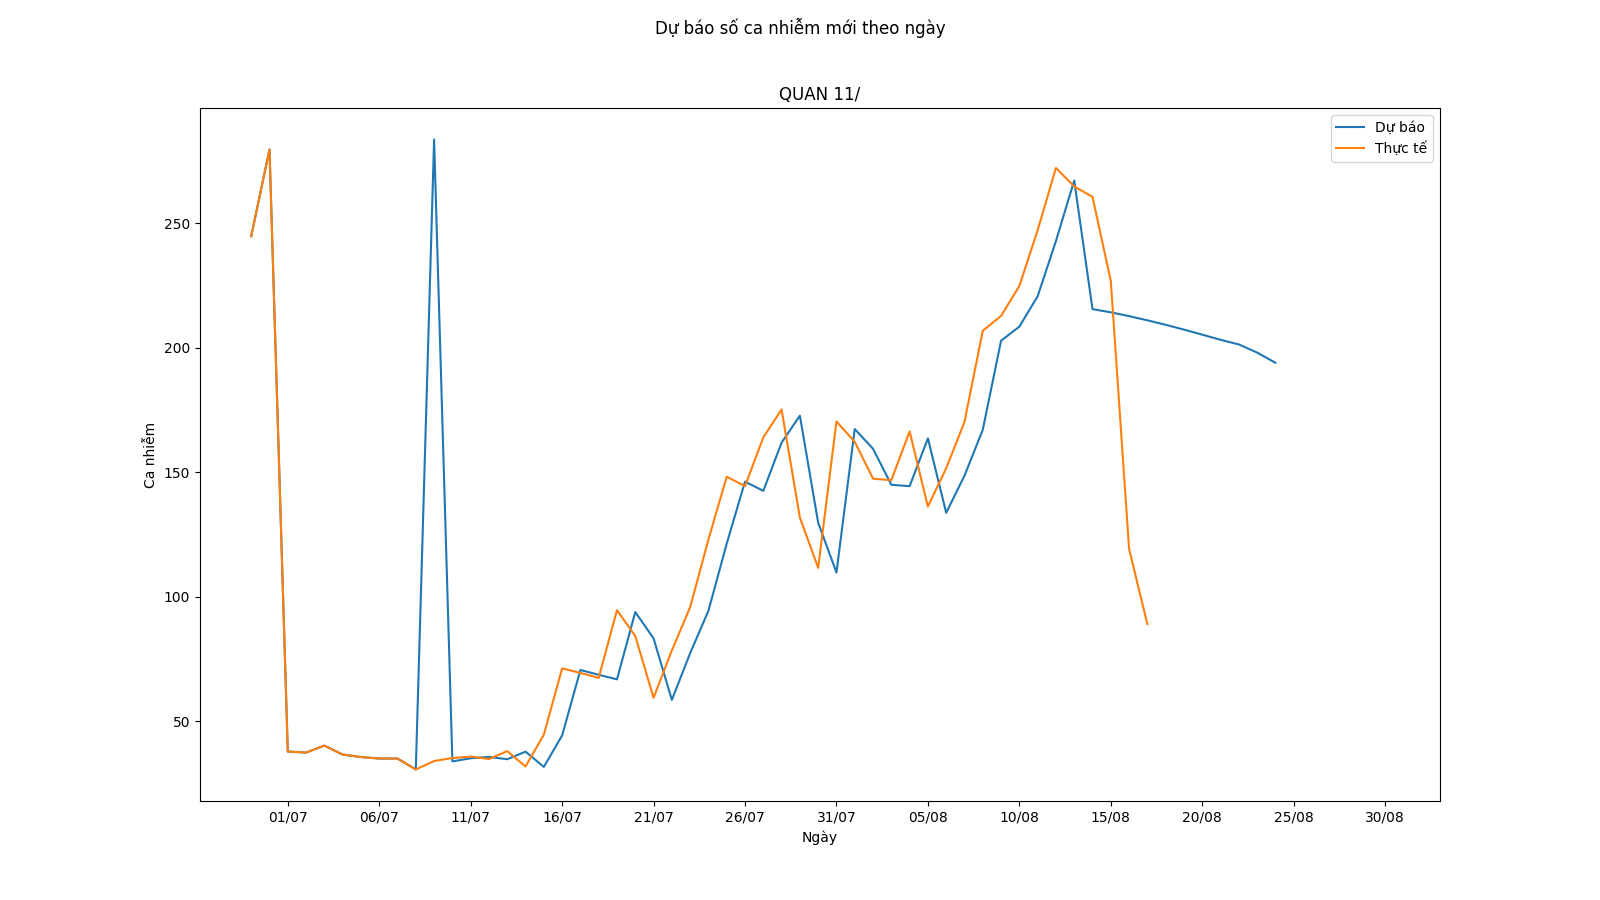 Dự báo số ca nhiễm mới theo ngày
QUAN 11/
Dự báo
Thực tế
Ca nhiễm
250
200
150
100
50
01/07 06/07 11/07 16/07 21/07 26/07 31/07 05/08 10/08 15/08 20/08 25/08 30/08
Ngày